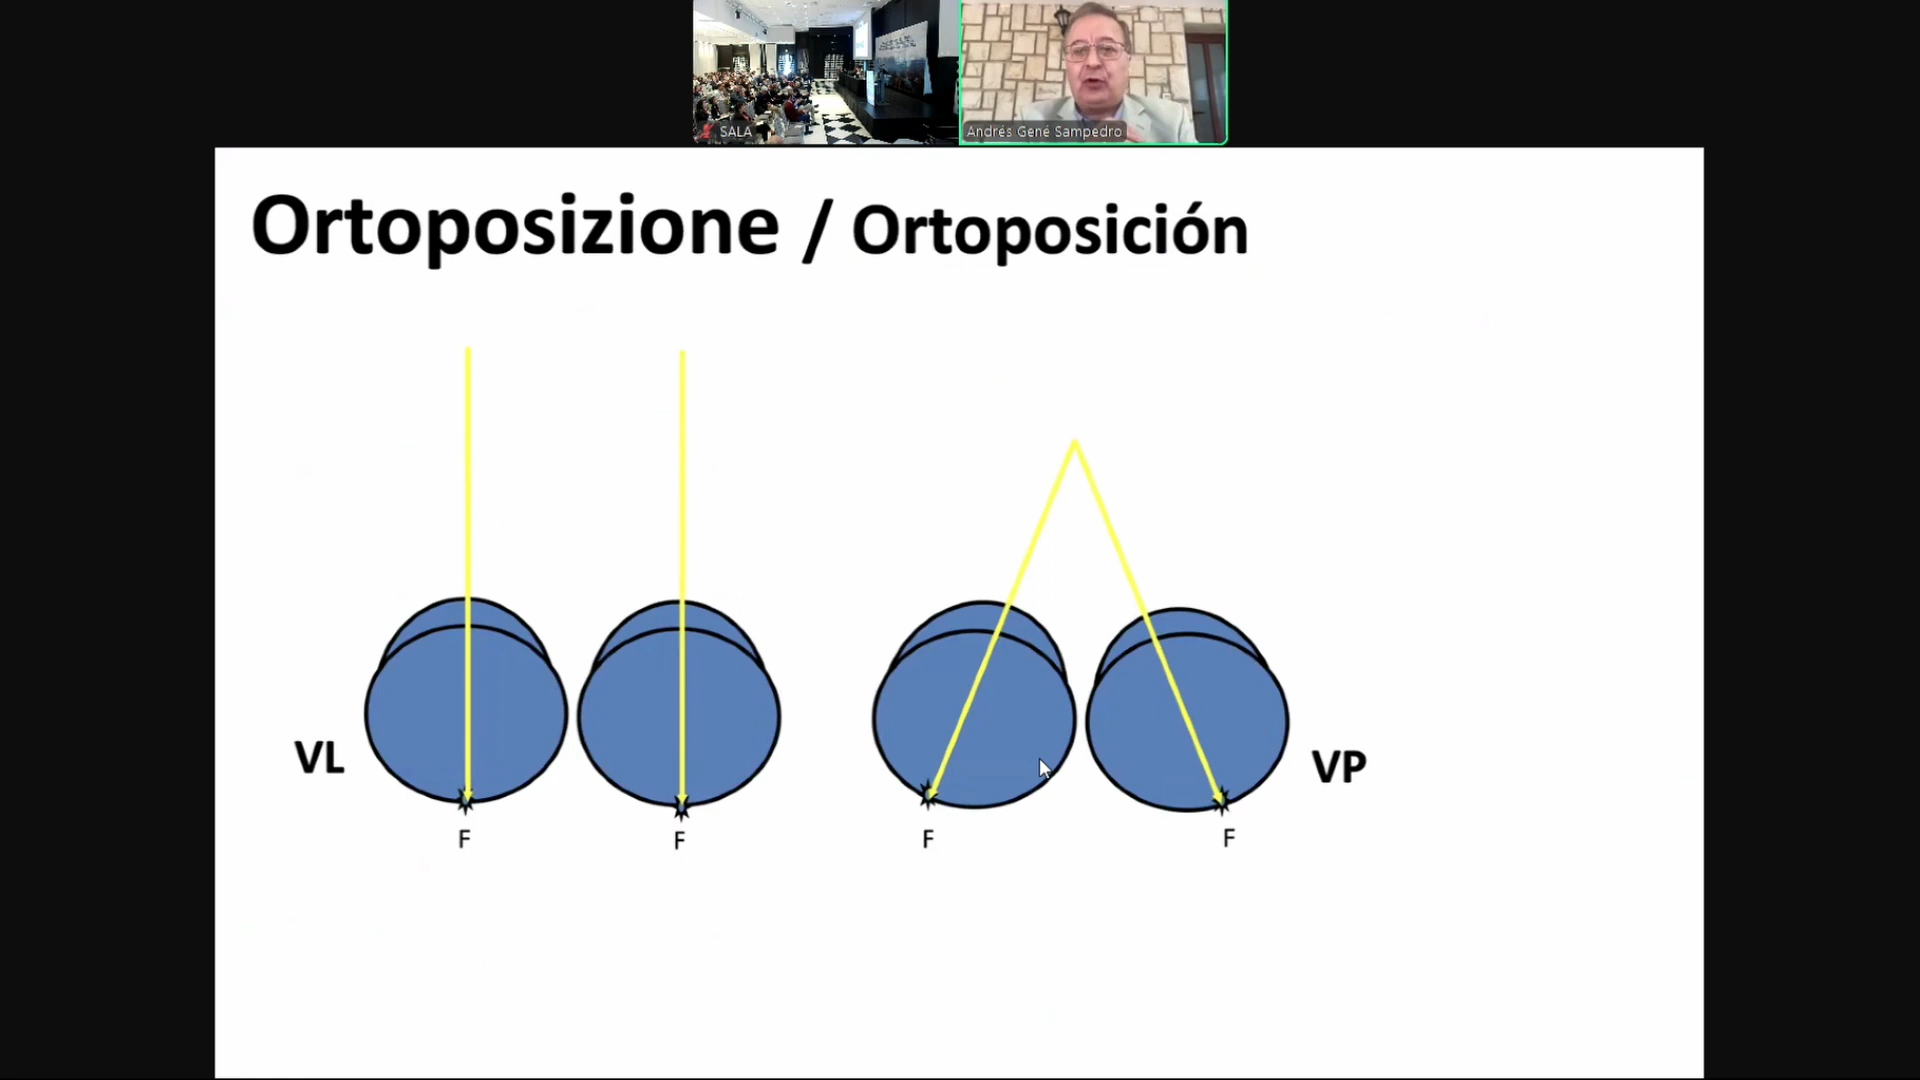 SALA
Andrés Gené Sampedro
Ortoposizione / Ortoposición
VL
VP
F
F
F
F